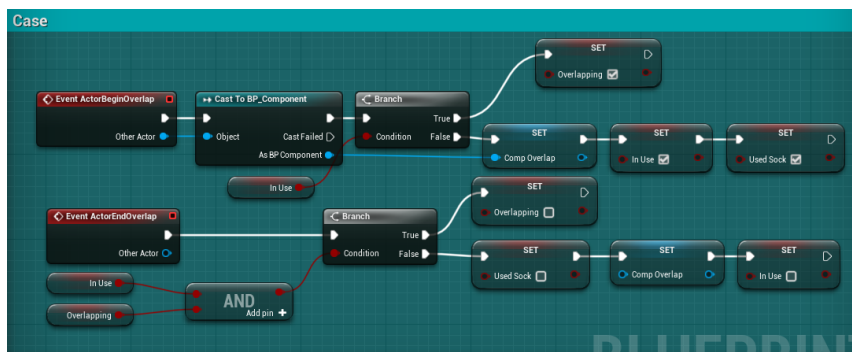 Case
SET
Overlapping
Event ActorBeginOverlap
Cast To BP_Component
Branch
True
Other Actor
Object
Cast Failed
Condition
False
As BP Component
SET
Comp Overlap
SET
In Use
SET
Used Sock
In Use
SET
Overlapping
Event ActorEndOverlap
Branch
True
Other Actor
Condition
False
SET
Used Sock
SET
Comp Overlap
SET
In Use
In Use
AND
Add pin +
Overlapping
BLUEPRINT